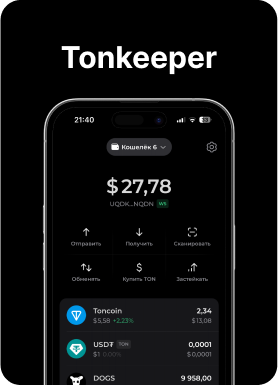 Tonkeeper
21:40
Кошелёк 6
$ 27,78
UQDK...NQDN W5
Отправить Получить Сканировать
Обменять Купить TON Застейкать
Toncoin 2,34
$ 5,58 +2,23% $ 13,08
USD₮ TON 0,0001
$ 1 0,00% $ 0,0001
DOGS 9 958,00